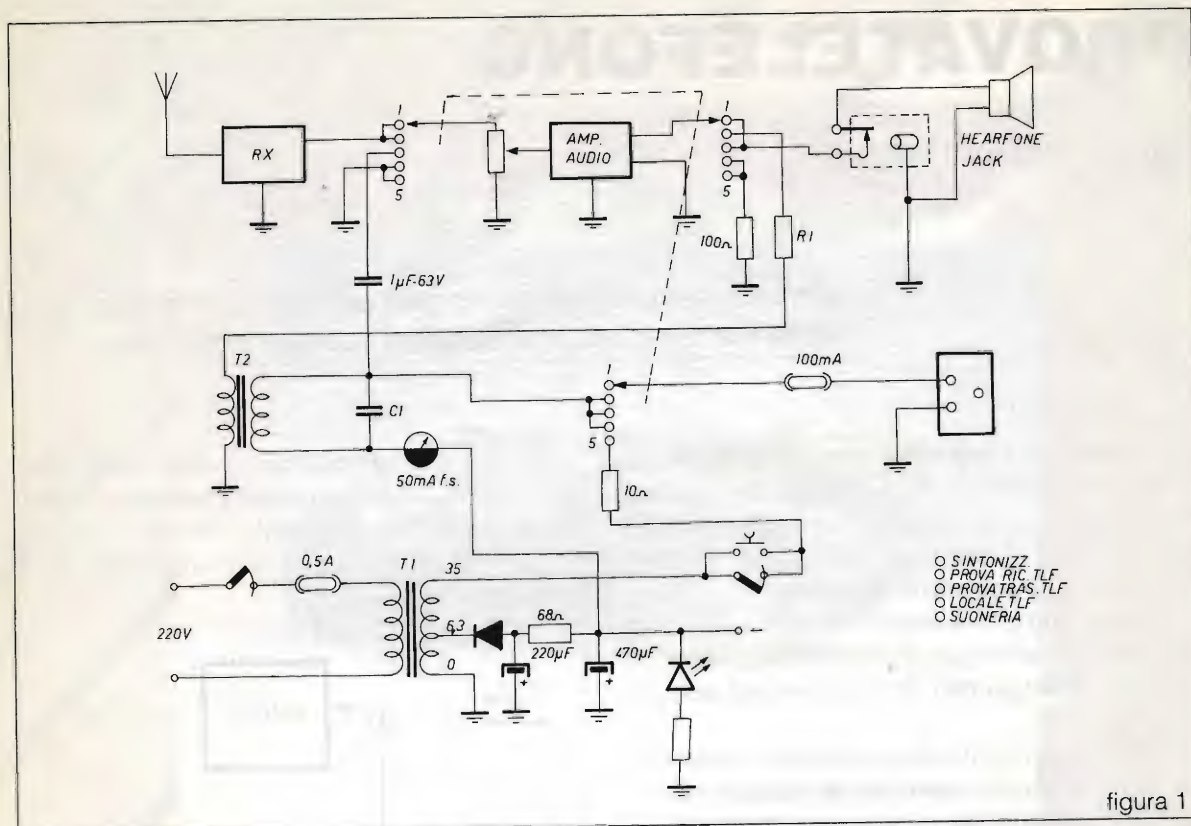 RX
1
5
AMP.
AUDIO
1
5
HEARFONE
JACK
100Ω
R1
1µF-63V
T2
C1
50mA f.s.
1
5
100mA
10Ω
0,5A
T1
35
6,3
0
220V
68Ω
220µF
470µF
+
+
–
O SINTONIZZ.
O PROVA RIC. TLF
O PROVA TRAS. TLF
O LOCALE TLF
O SUONERIA
figura 1